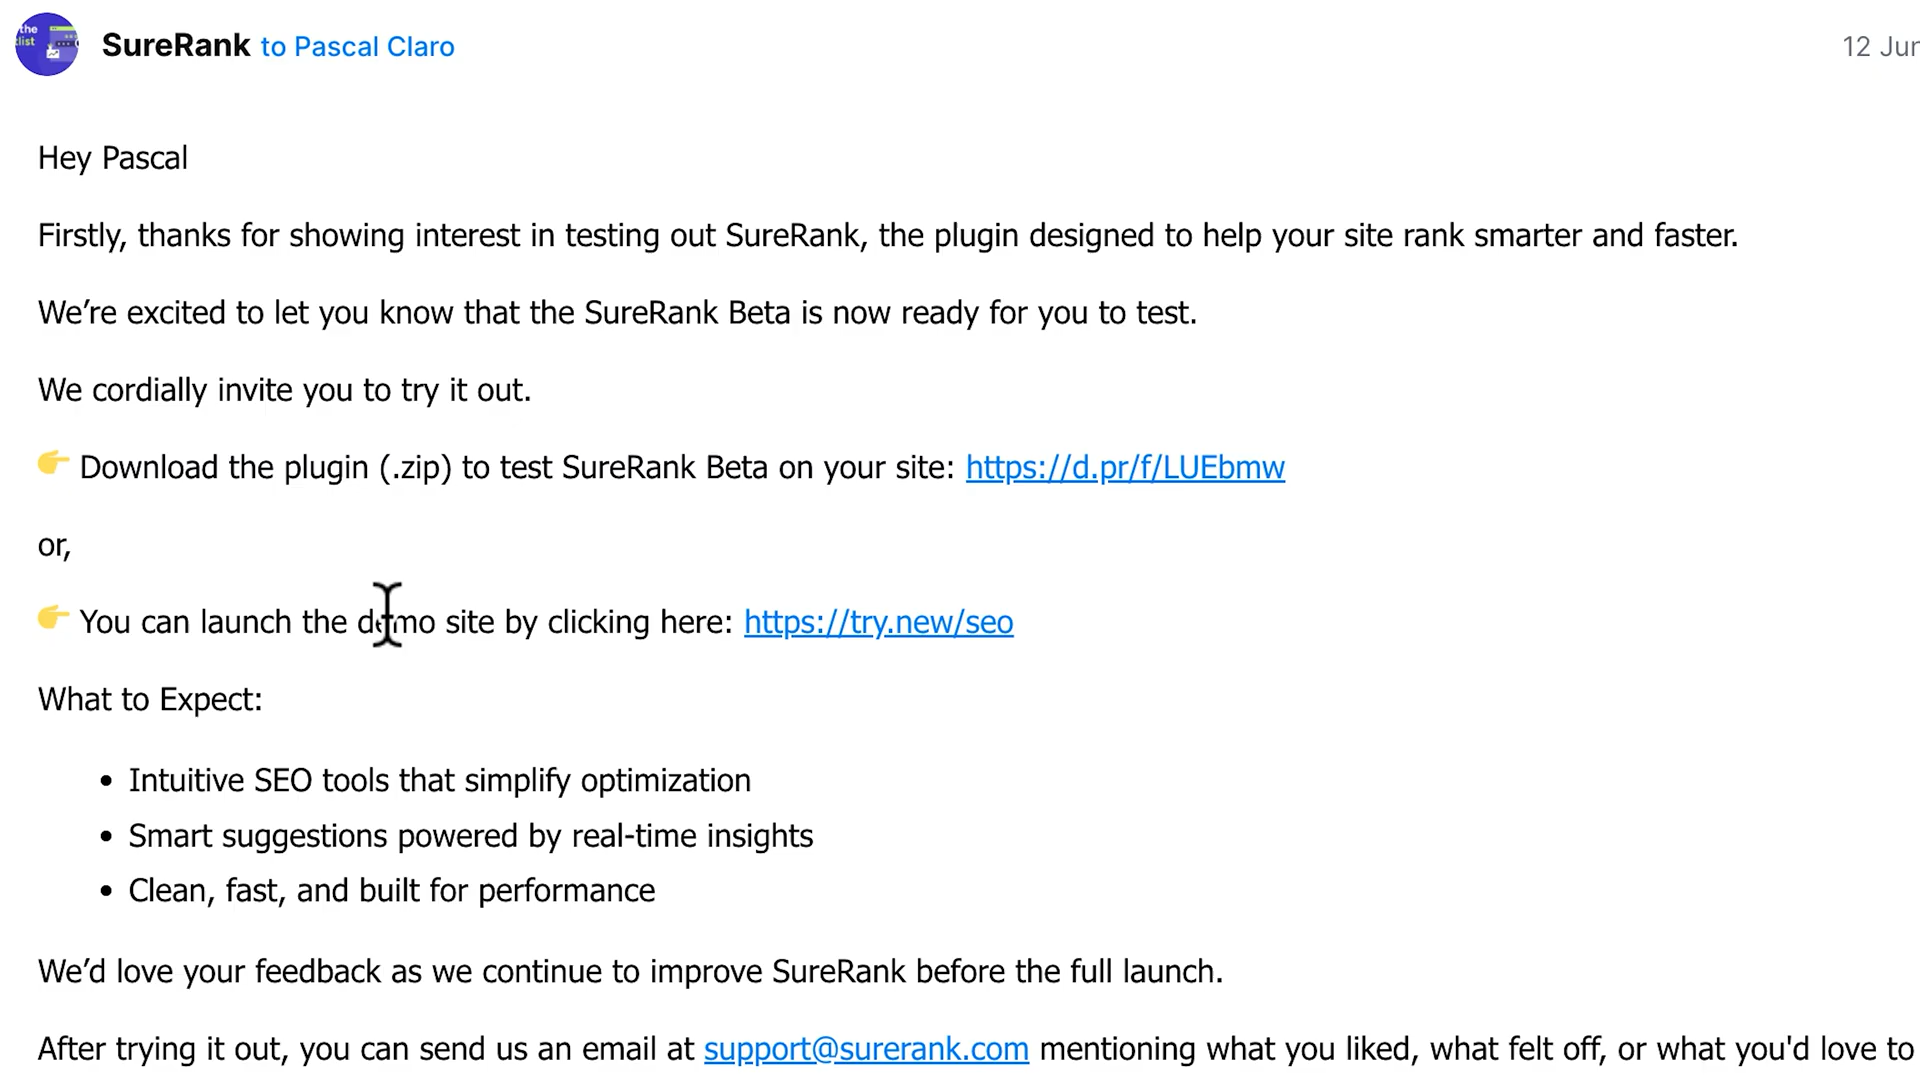 the
list
SureRank to Pascal Claro
12 Jun
Hey Pascal
Firstly, thanks for showing interest in testing out SureRank, the plugin designed to help your site rank smarter and faster.
We’re excited to let you know that the SureRank Beta is now ready for you to test.
We cordially invite you to try it out.
👉 Download the plugin (.zip) to test SureRank Beta on your site: https://d.pr/f/LUEbmw
or,
👉 You can launch the demo site by clicking here: https://try.new/seo
What to Expect:
• Intuitive SEO tools that simplify optimization
• Smart suggestions powered by real-time insights
• Clean, fast, and built for performance
We’d love your feedback as we continue to improve SureRank before the full launch.
After trying it out, you can send us an email at support@surerank.com mentioning what you liked, what felt off, or what you'd love to